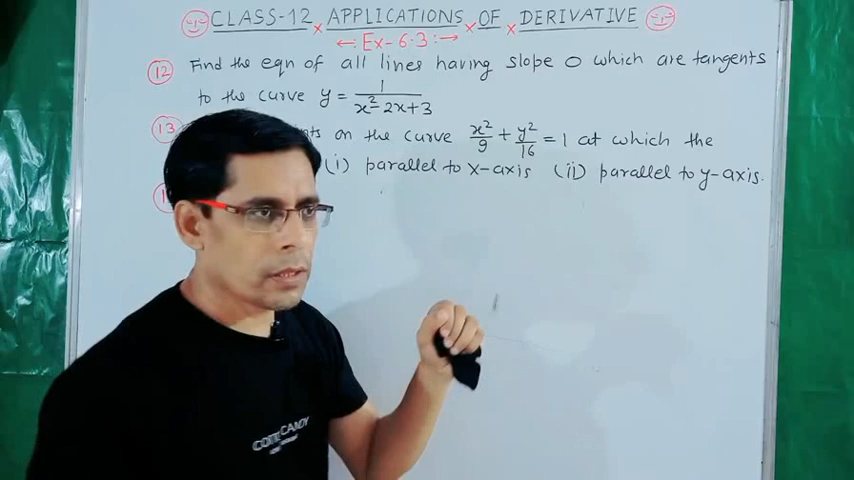 CLASS-12 x APPLICATIONS x OF x DERIVATIVE
←: Ex-6.3:→
12 Find the eqn of all lines having slope 0 which are tangents
to the curve y = 1/(x²-2x+3)
13 on the curve x²/9 + y²/16 = 1 at which the
(i) parallel to x-axis (ii) parallel to y-axis.